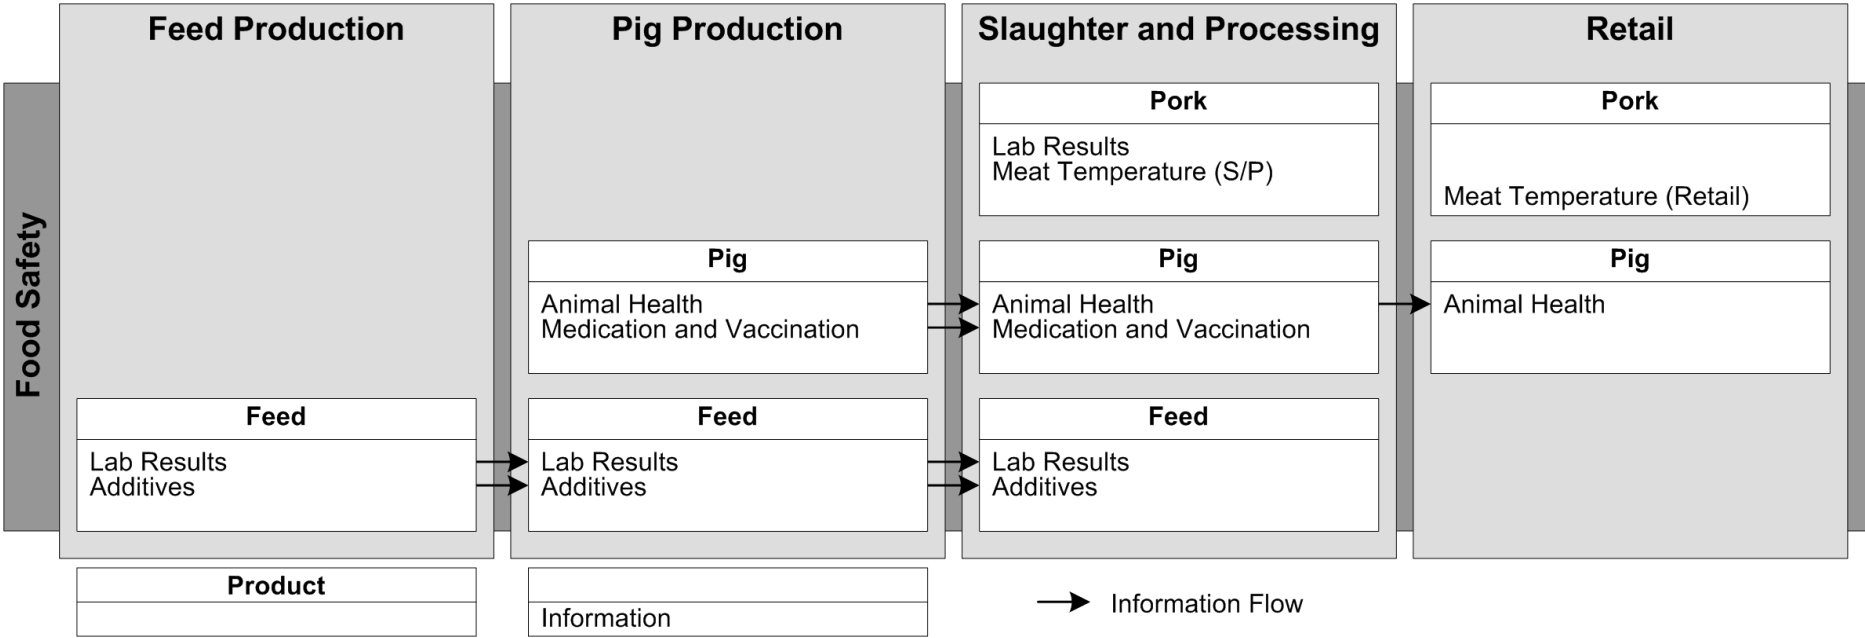 Feed Production
Pig Production
Slaughter and Processing
Retail
Food Safety
Pork
Lab Results
Meat Temperature (S/P)
Pork
Meat Temperature (Retail)
Pig
Animal Health
Medication and Vaccination
Pig
Animal Health
Medication and Vaccination
Pig
Animal Health
Feed
Lab Results
Additives
Feed
Lab Results
Additives
Feed
Lab Results
Additives
Product
Information
Information Flow